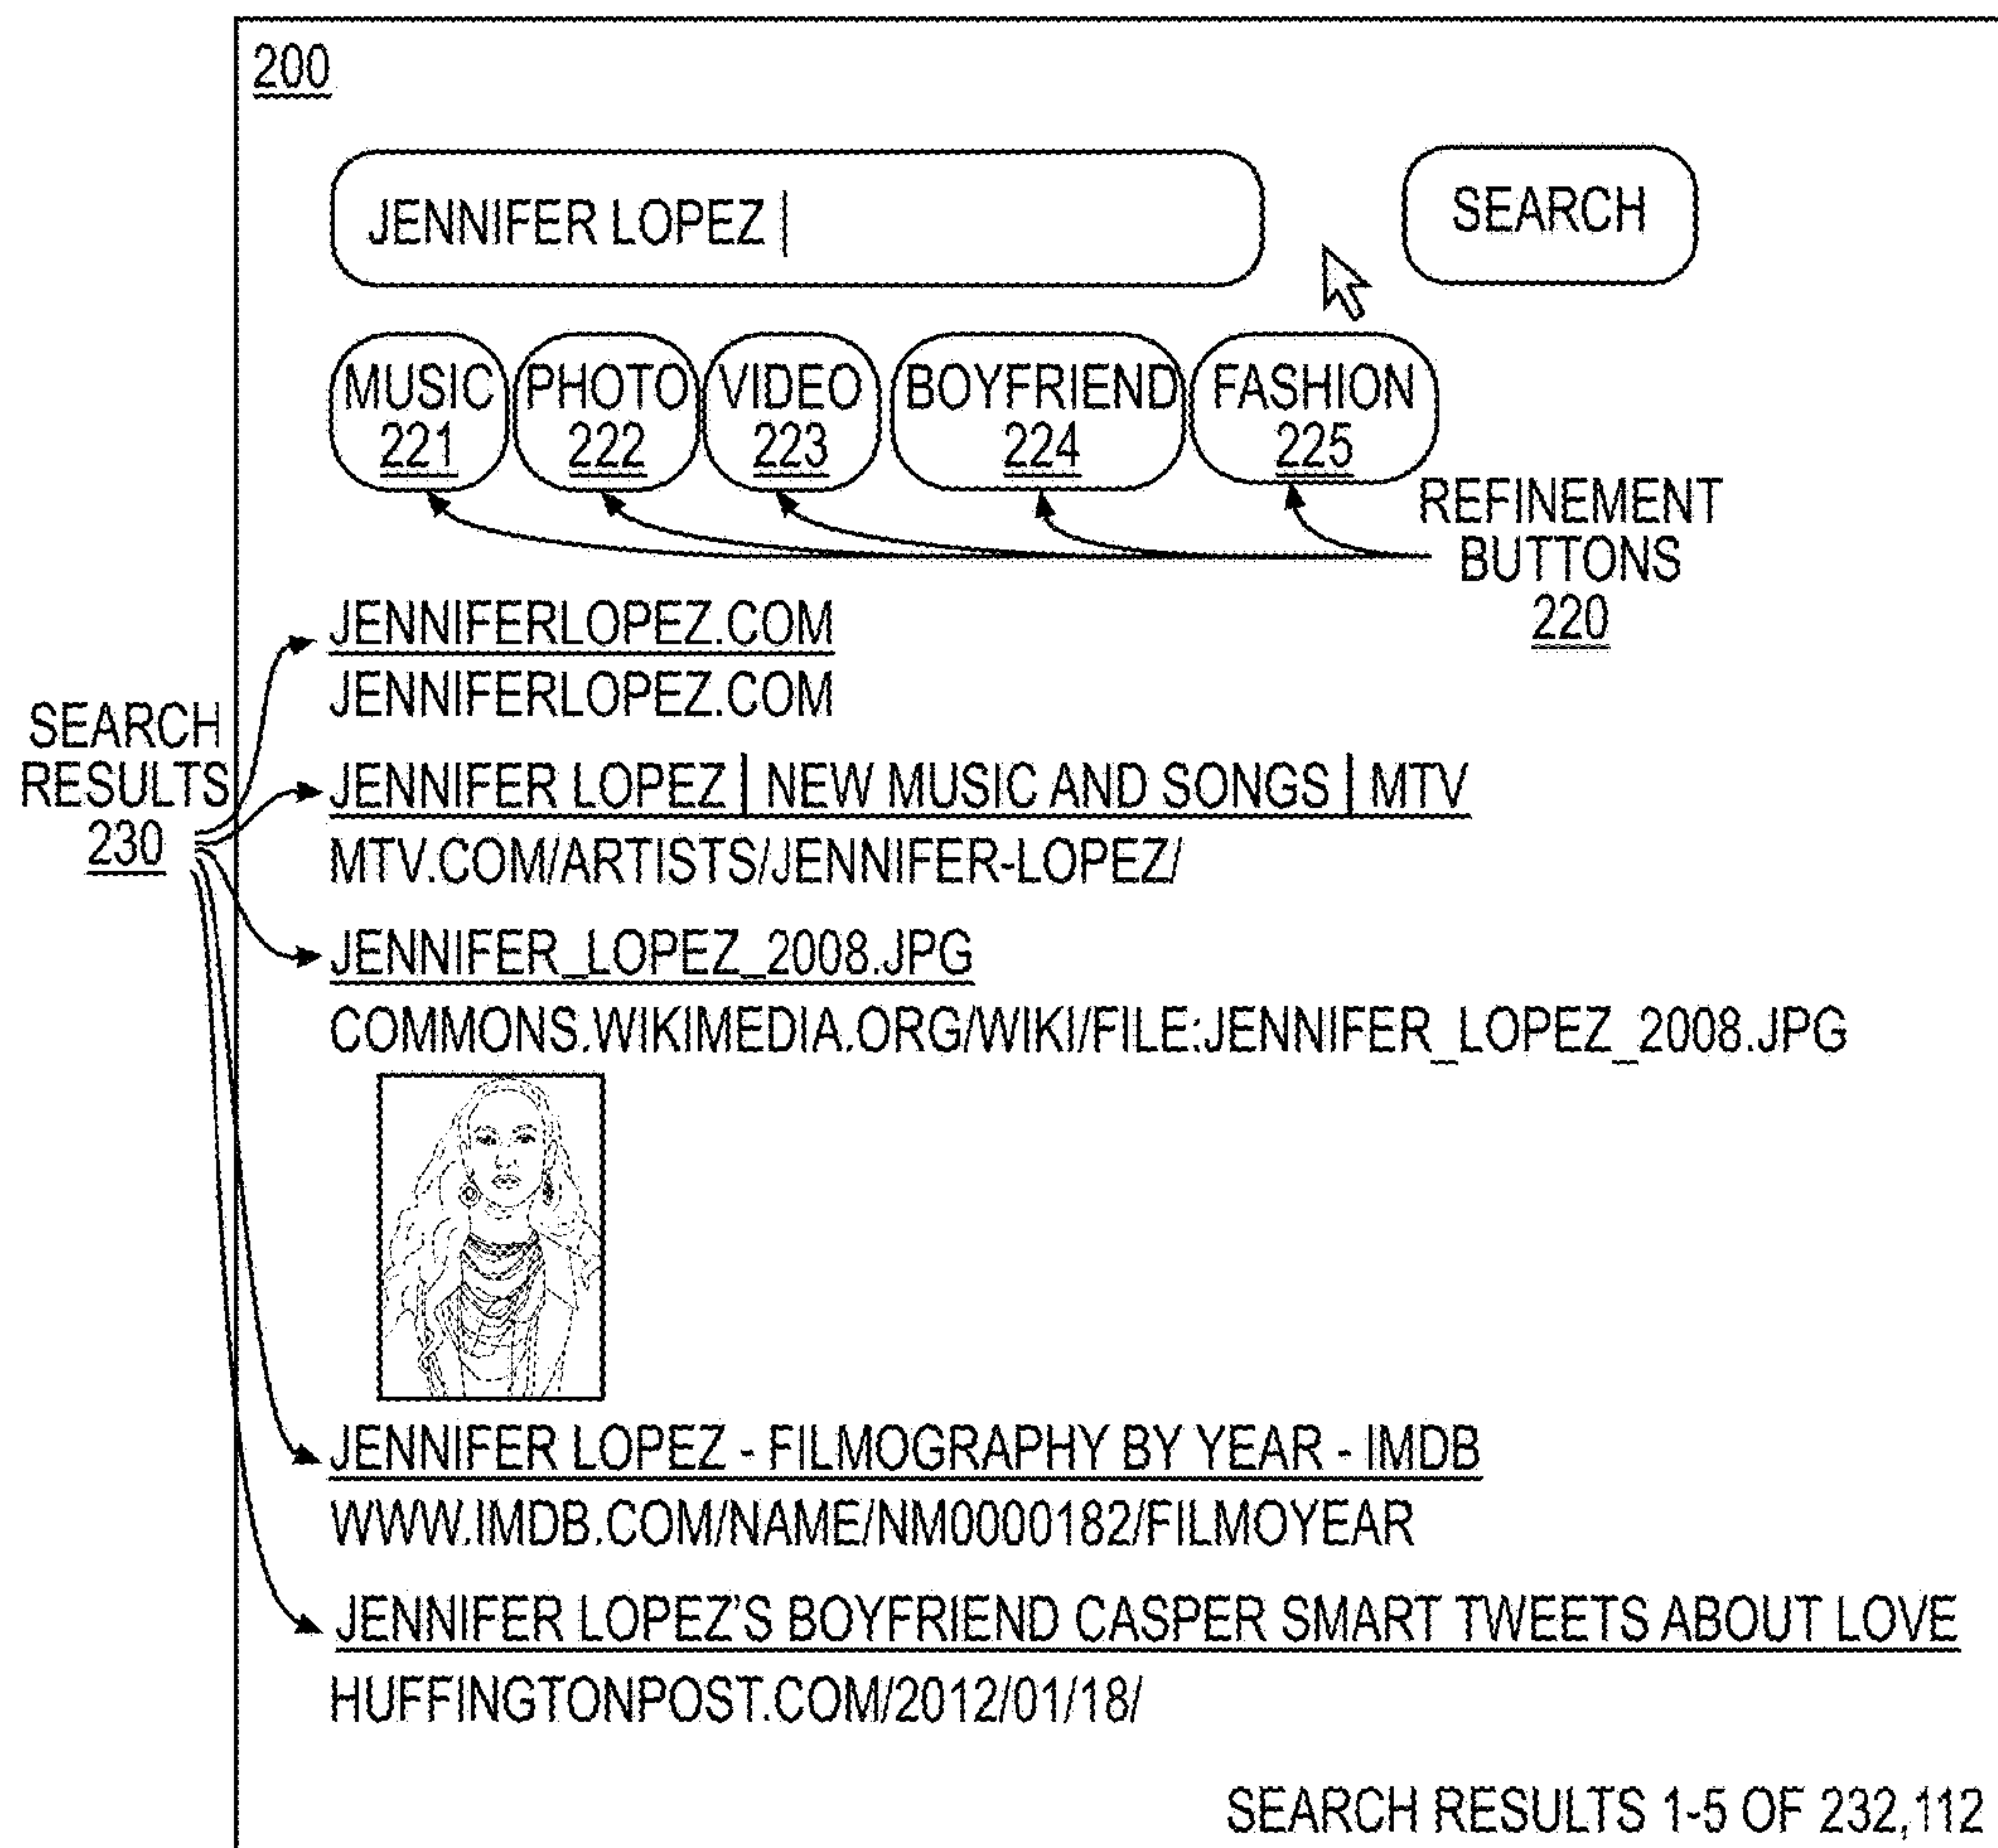 200
JENNIFER LOPEZ
SEARCH
MUSIC
221
PHOTO
222
VIDEO
223
BOYFRIEND
224
FASHION
225
REFINEMENT
BUTTONS
220
SEARCH
RESULTS
230
JENNIFERLOPEZ.COM
JENNIFERLOPEZ.COM
JENNIFER LOPEZ | NEW MUSIC AND SONGS | MTV
MTV.COM/ARTISTS/JENNIFER-LOPEZ/
JENNIFER_LOPEZ_2008.JPG
COMMONS.WIKIMEDIA.ORG/WIKI/FILE:JENNIFER_LOPEZ_2008.JPG
JENNIFER LOPEZ - FILMOGRAPHY BY YEAR - IMDB
WWW.IMDB.COM/NAME/NM0000182/FILMOYEAR
JENNIFER LOPEZ'S BOYFRIEND CASPER SMART TWEETS ABOUT LOVE
HUFFINGTONPOST.COM/2012/01/18/
SEARCH RESULTS 1-5 OF 232,112